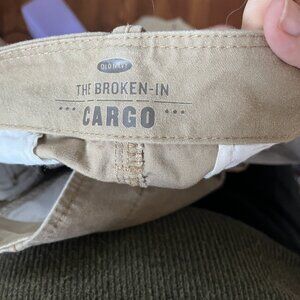 OLD NAVY
THE BROKEN-IN
CARGO